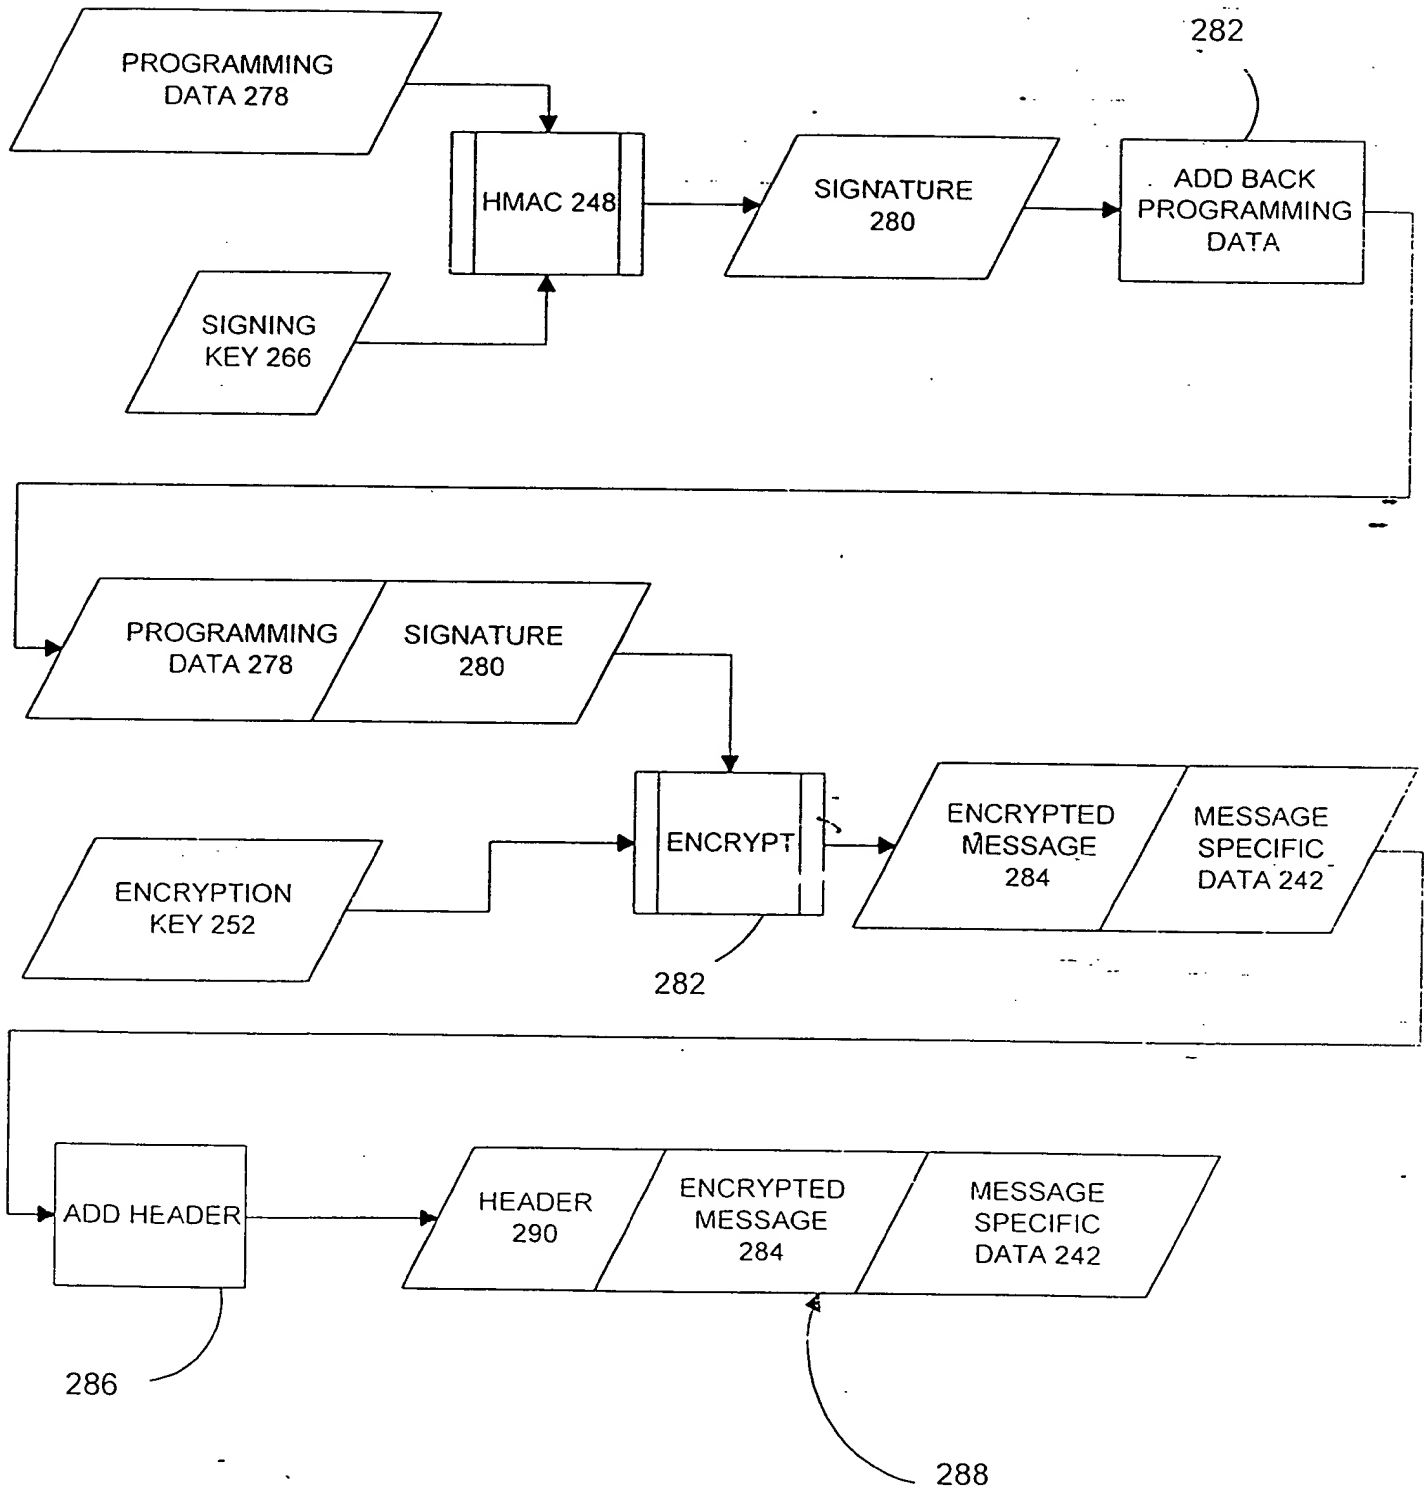 282
PROGRAMMING
DATA 278
HMAC 248
SIGNATURE
280
ADD BACK
PROGRAMMING
DATA
SIGNING
KEY 266
PROGRAMMING
DATA 278
SIGNATURE
280
ENCRYPT
ENCRYPTED
MESSAGE
284
MESSAGE
SPECIFIC
DATA 242
ENCRYPTION
KEY 252
282
ADD HEADER
HEADER
290
ENCRYPTED
MESSAGE
284
MESSAGE
SPECIFIC
DATA 242
286
288